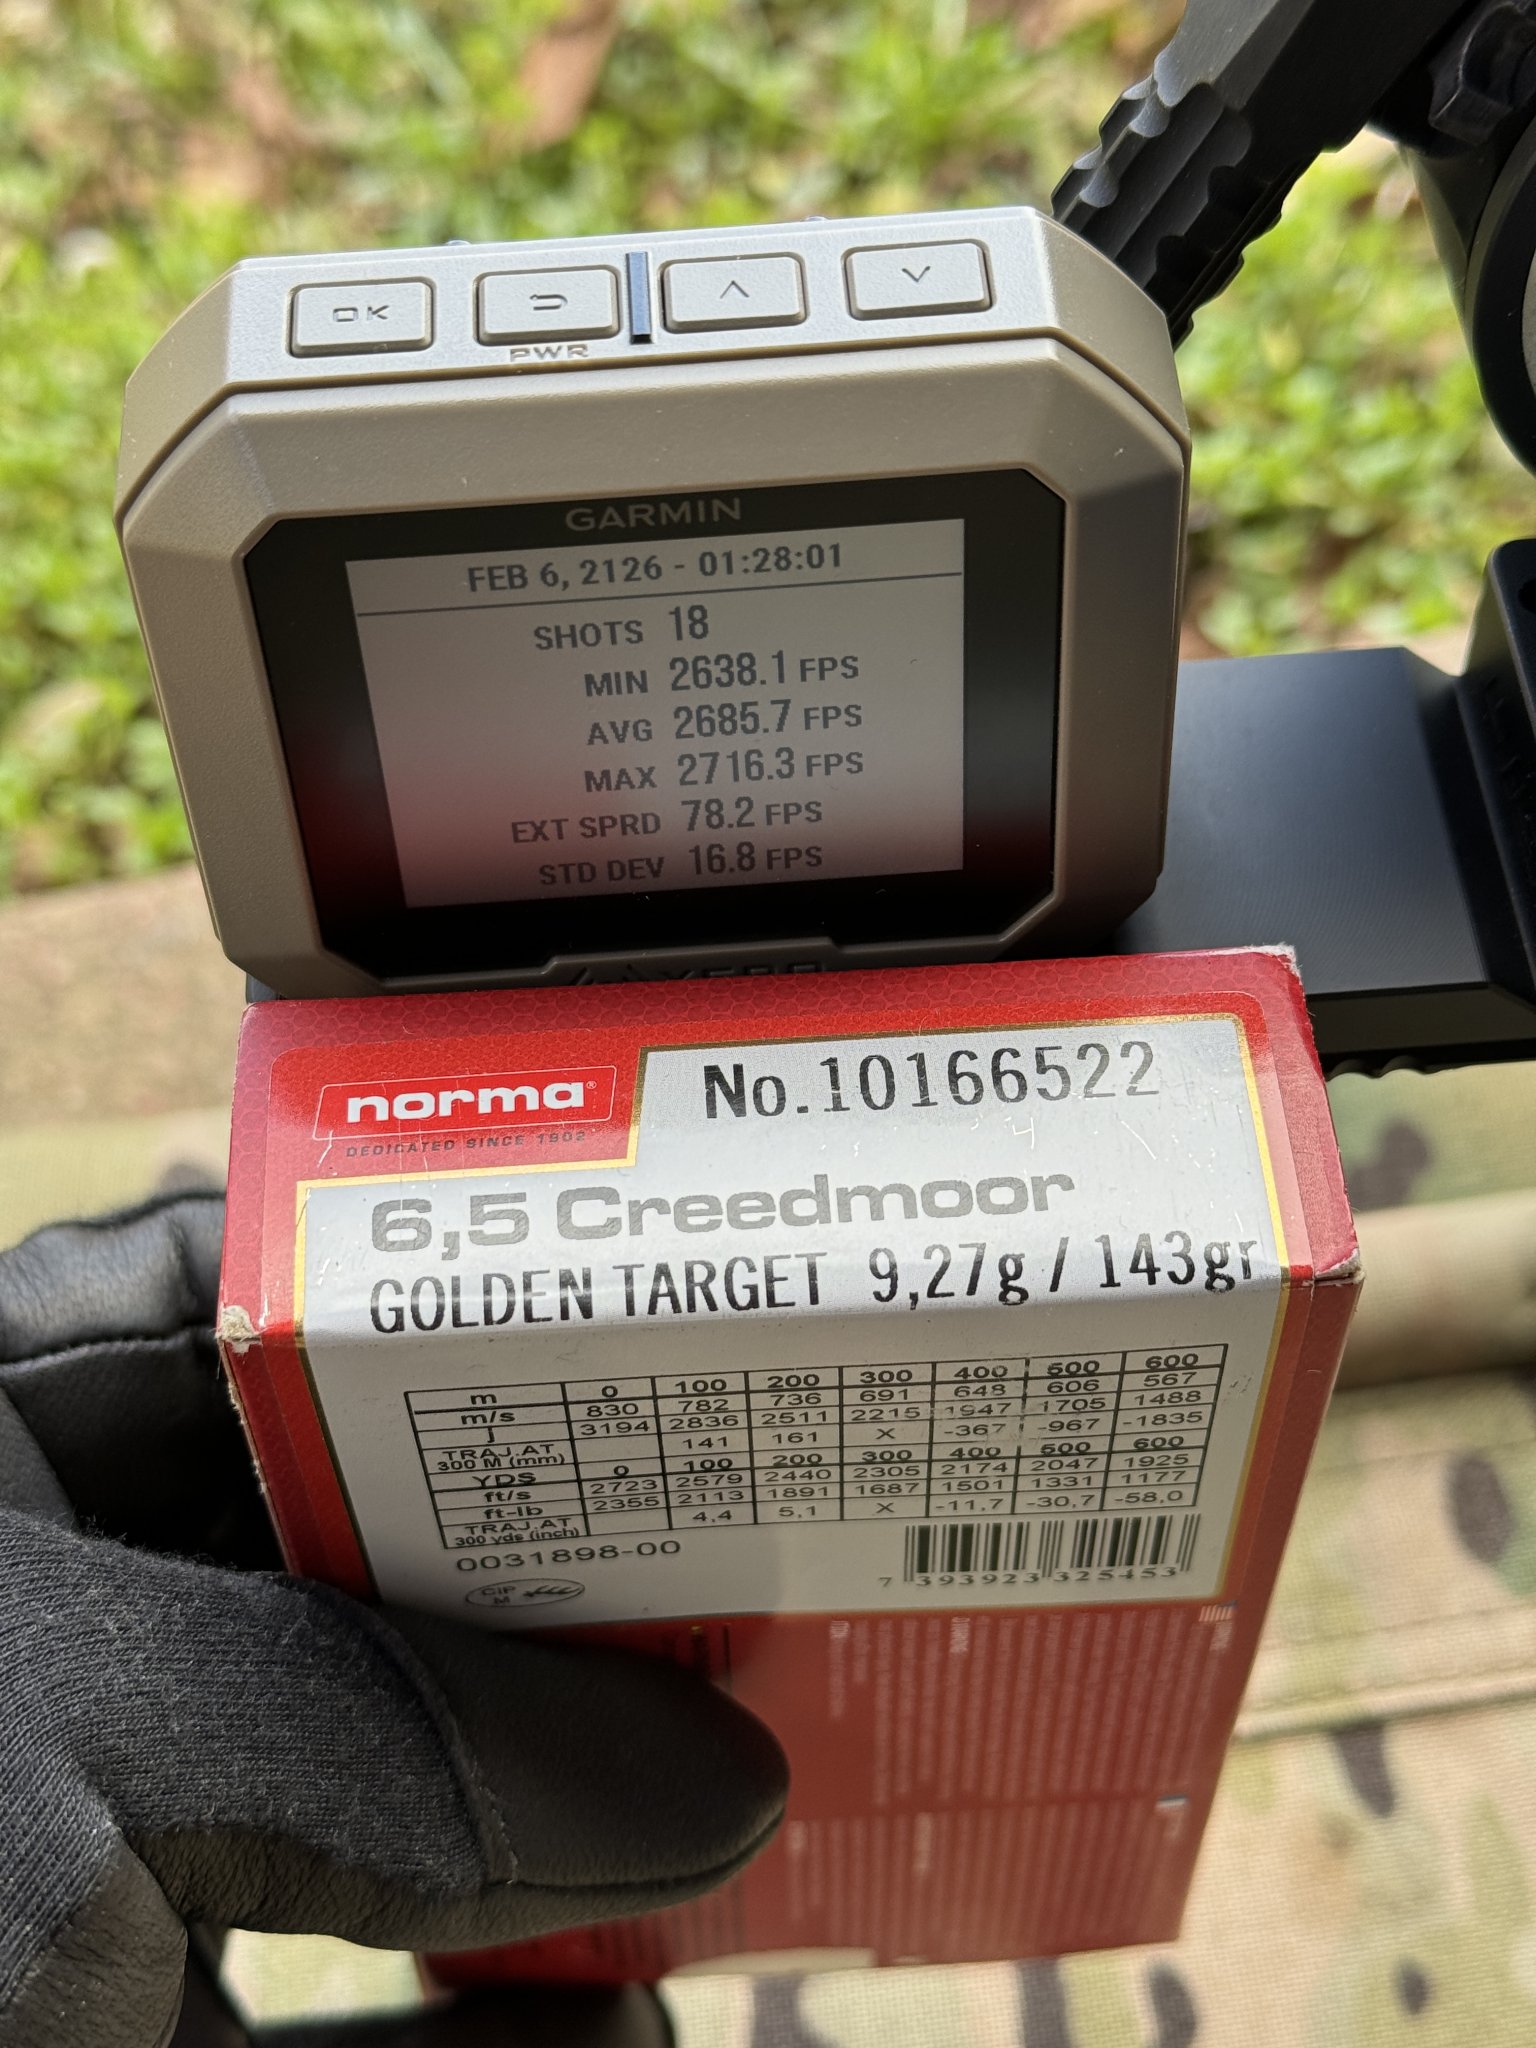 OK
PWR
GARMIN
FEB 6, 2126 - 01:28:01
SHOTS 18
MIN 2638.1 FPS
AVG 2685.7 FPS
MAX 2716.3 FPS
EXT SPRD 78.2 FPS
STD DEV 16.8 FPS
XERO
norma®
DEDICATED SINCE 1902
No.10166522
6,5 Creedmoor
GOLDEN TARGET 9,27g / 143gr
m 0 100 200 300 400 500 600
m/s 830 782 736 691 648 606 567
J 3194 2836 2511 2215 1947 1705 1488
TRAJ.AT 300 M (mm) 141 161 X -367 -967 -1835
YDS 0 100 200 300 400 500 600
ft/s 2723 2579 2440 2305 2174 2047 1925
ft-lb 2355 2113 1891 1687 1501 1331 1177
TRAJ.AT 300 yds (inch) 4,4 5,1 X -11,7 -30,7 -58,0
0031898-00
CIP
M
7 393923 325453